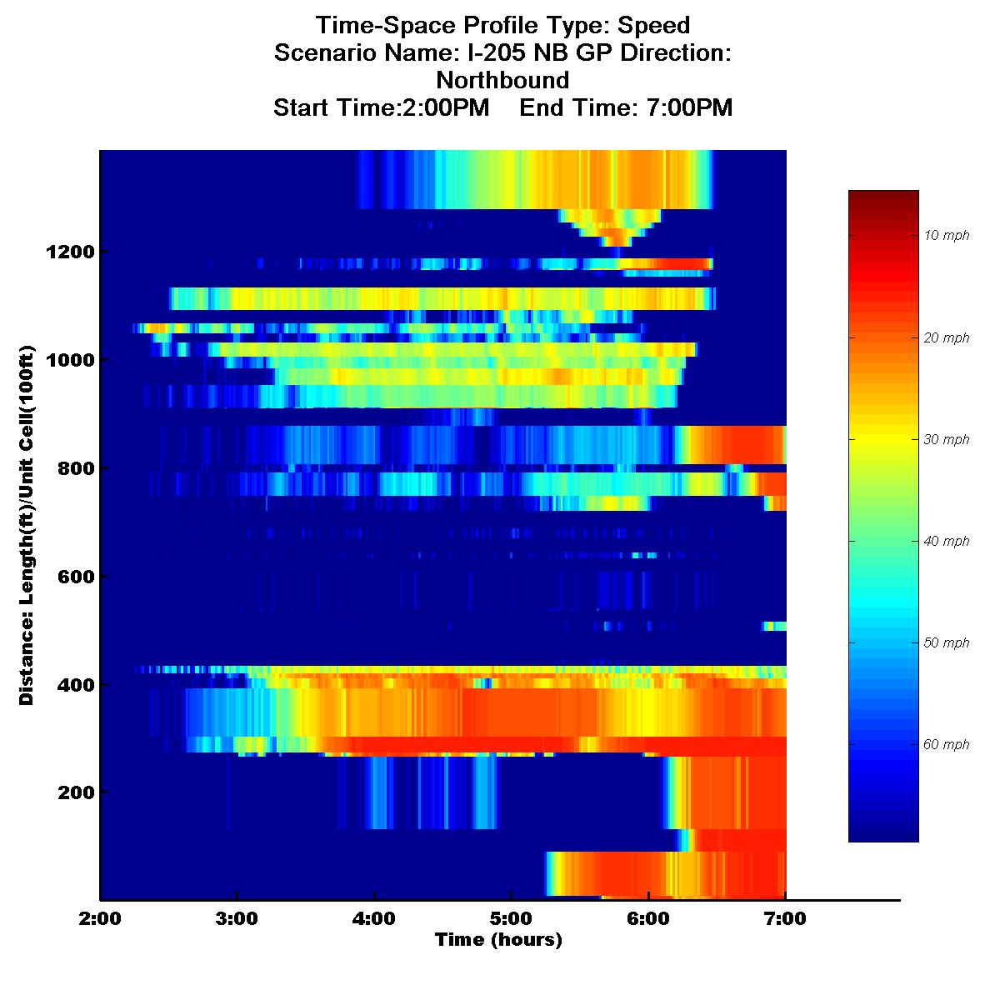 Time-Space Profile Type: Speed
Scenario Name: I-205 NB GP Direction:
Northbound
Start Time:2:00PM    End Time: 7:00PM
Distance: Length(ft)/Unit Cell(100ft)
1200
1000
800
600
400
200
2:00
3:00
4:00
5:00
6:00
7:00
Time (hours)
10 mph
20 mph
30 mph
40 mph
50 mph
60 mph